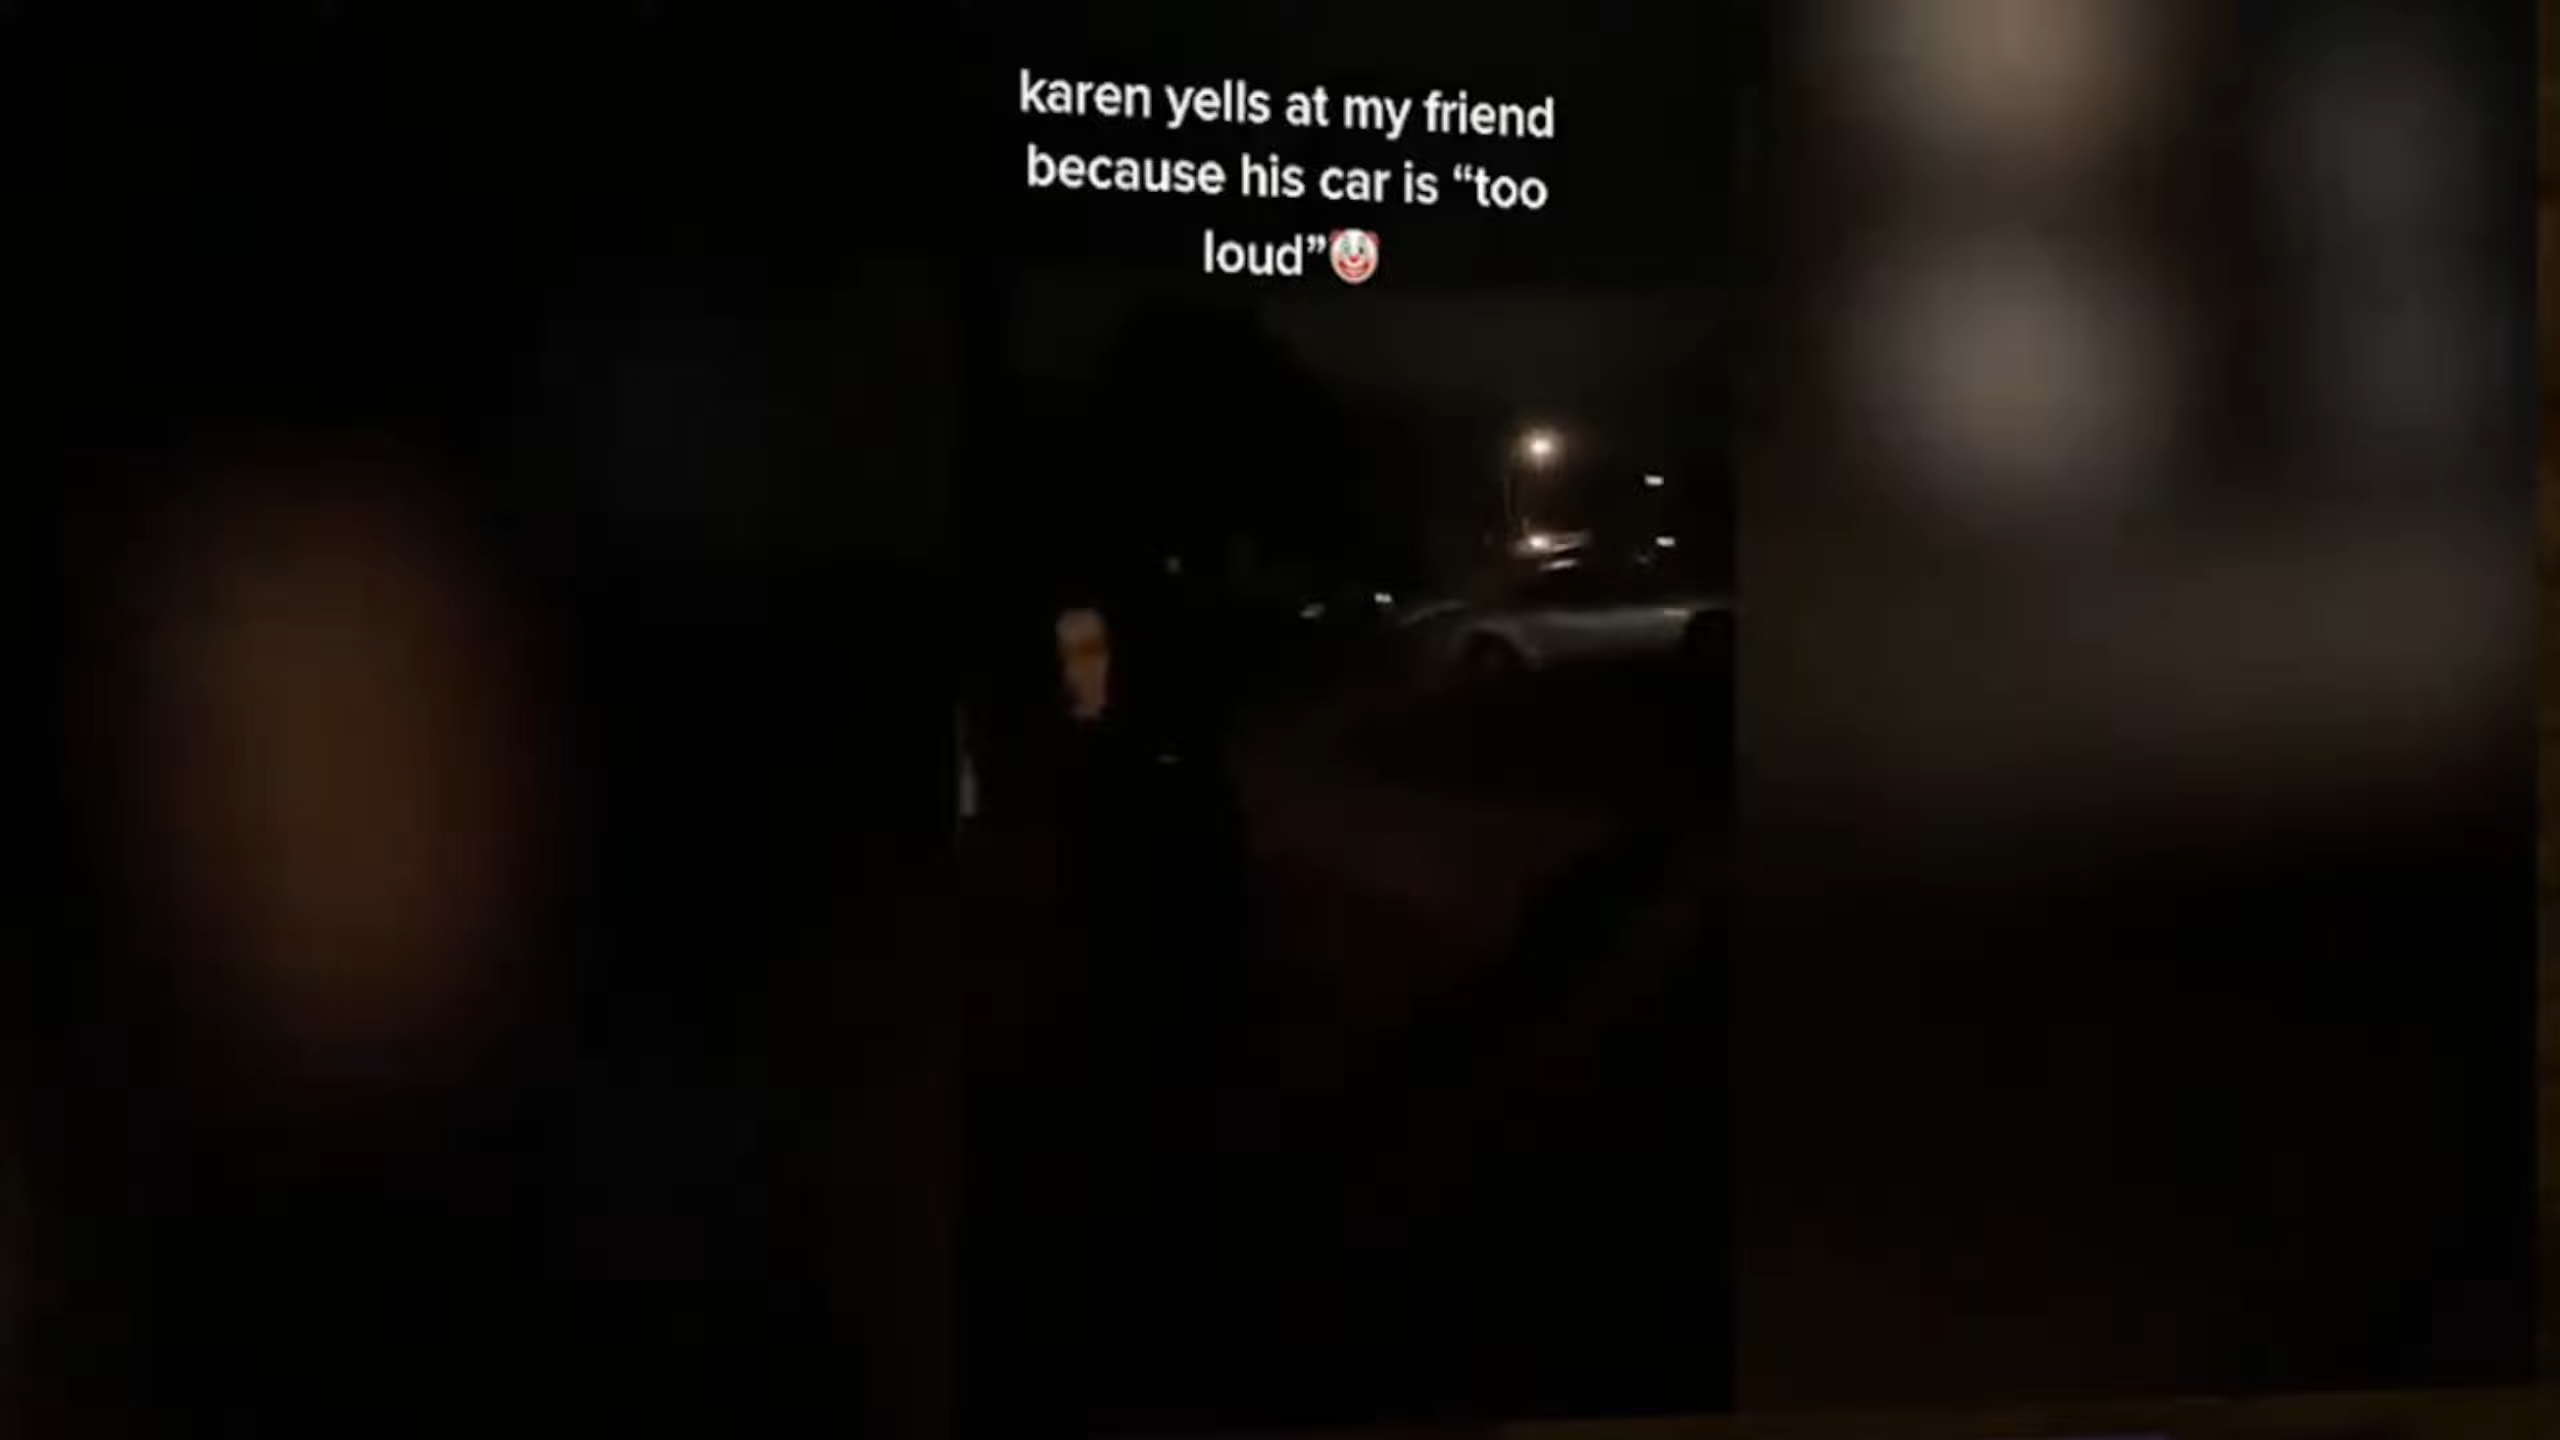 karen yells at my friend
because his car is “too
loud”🤡